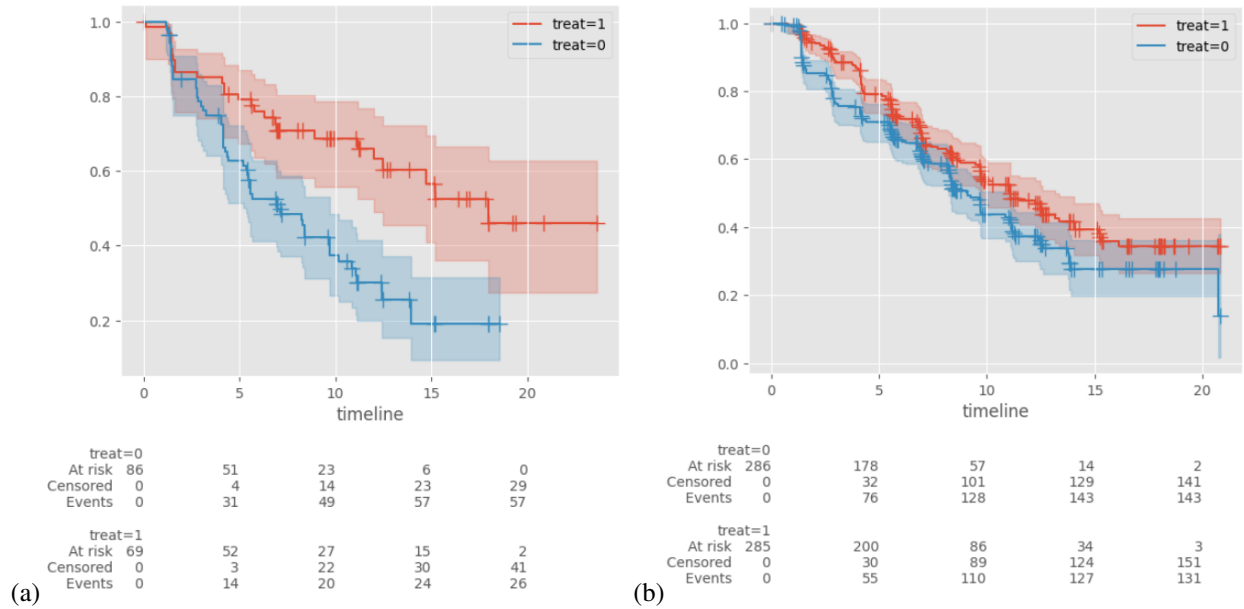 1.0
0.8
0.6
0.4
0.2
0 5 10 15 20
timeline
treat=1
treat=0
treat=0
At risk 86 51 23 6 0
Censored 0 4 14 23 29
Events 0 31 49 57 57
treat=1
At risk 69 52 27 15 2
Censored 0 3 22 30 41
Events 0 14 20 24 26
(a)
1.0
0.8
0.6
0.4
0.2
0.0
0 5 10 15 20
timeline
treat=1
treat=0
treat=0
At risk 286 178 57 14 2
Censored 0 32 101 129 141
Events 0 76 128 143 143
treat=1
At risk 285 200 86 34 3
Censored 0 30 89 124 151
Events 0 55 110 127 131
(b)